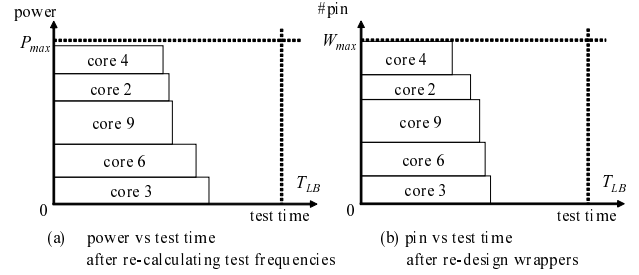 power
P_max
core 4
core 2
core 9
core 6
core 3
T_LB
0
test time
(a) power vs test time
after re-calculating test frequencies
#pin
W_max
core 4
core 2
core 9
core 6
core 3
T_LB
0
test time
(b) pin vs test time
after re-design wrappers